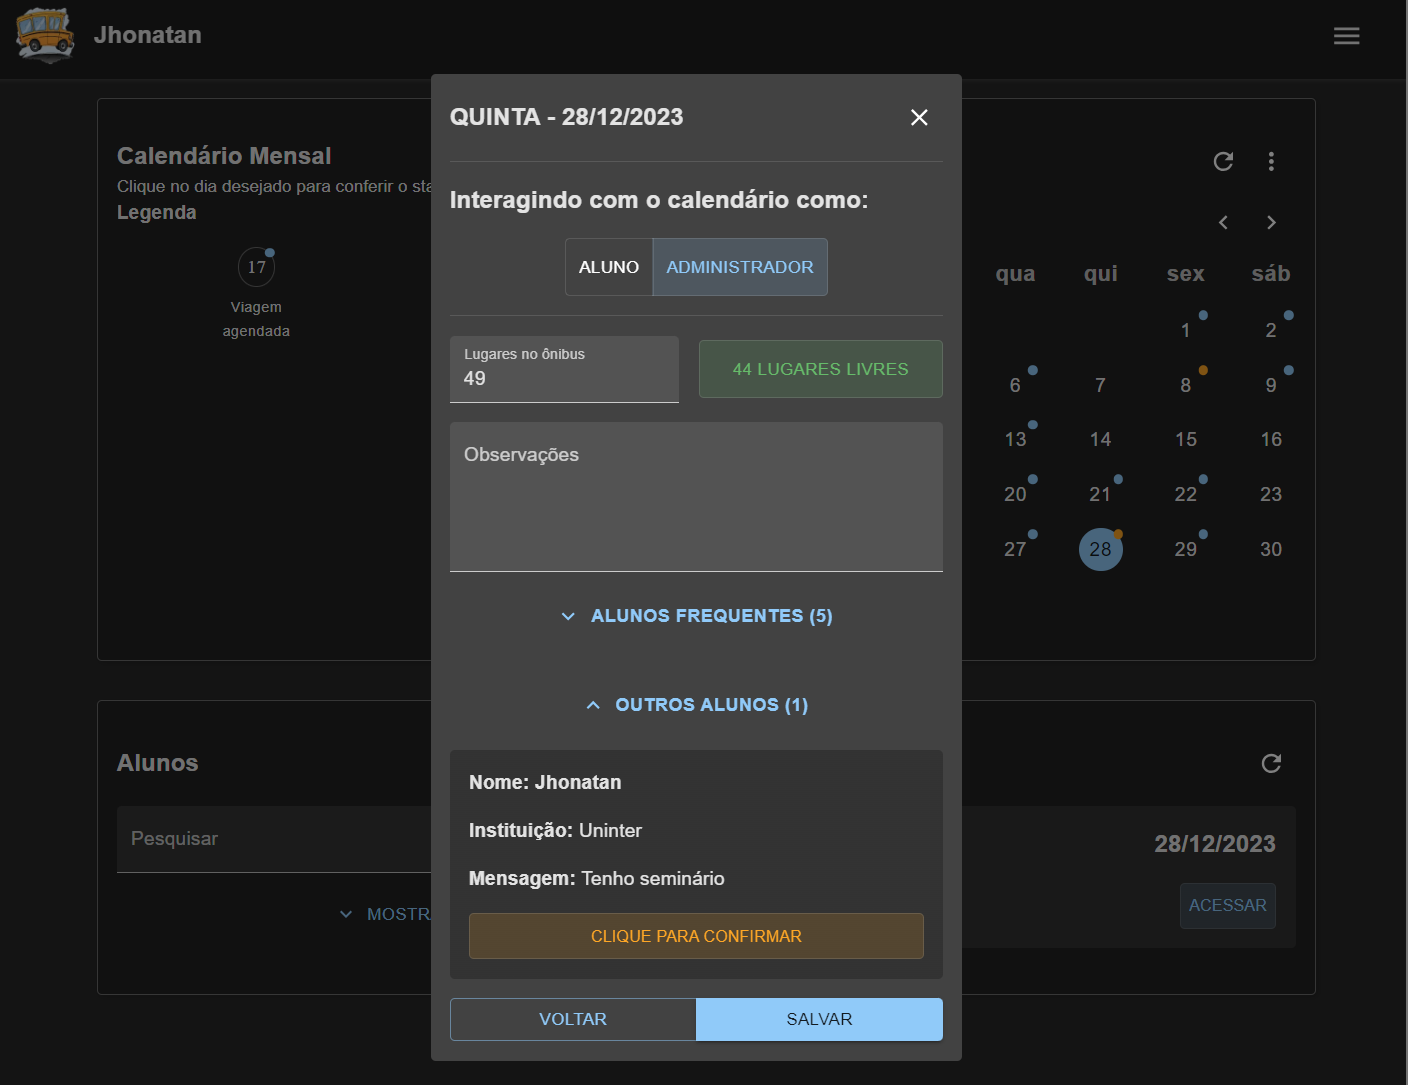 Jhonatan
Calendário Mensal
Clique no dia desejado para conferir o sta
Legenda
17
Viagem
agendada
QUINTA - 28/12/2023
Interagindo com o calendário como:
ALUNO ADMINISTRADOR
Lugares no ônibus
49
44 LUGARES LIVRES
Observações
ALUNOS FREQUENTES (5)
OUTROS ALUNOS (1)
Nome: Jhonatan
Instituição: Uninter
Mensagem: Tenho seminário
CLIQUE PARA CONFIRMAR
VOLTAR SALVAR
qua qui sex sáb
1 2
6 7 8 9
13 14 15 16
20 21 22 23
27 28 29 30
Alunos
Pesquisar
MOSTR
28/12/2023
ACESSAR